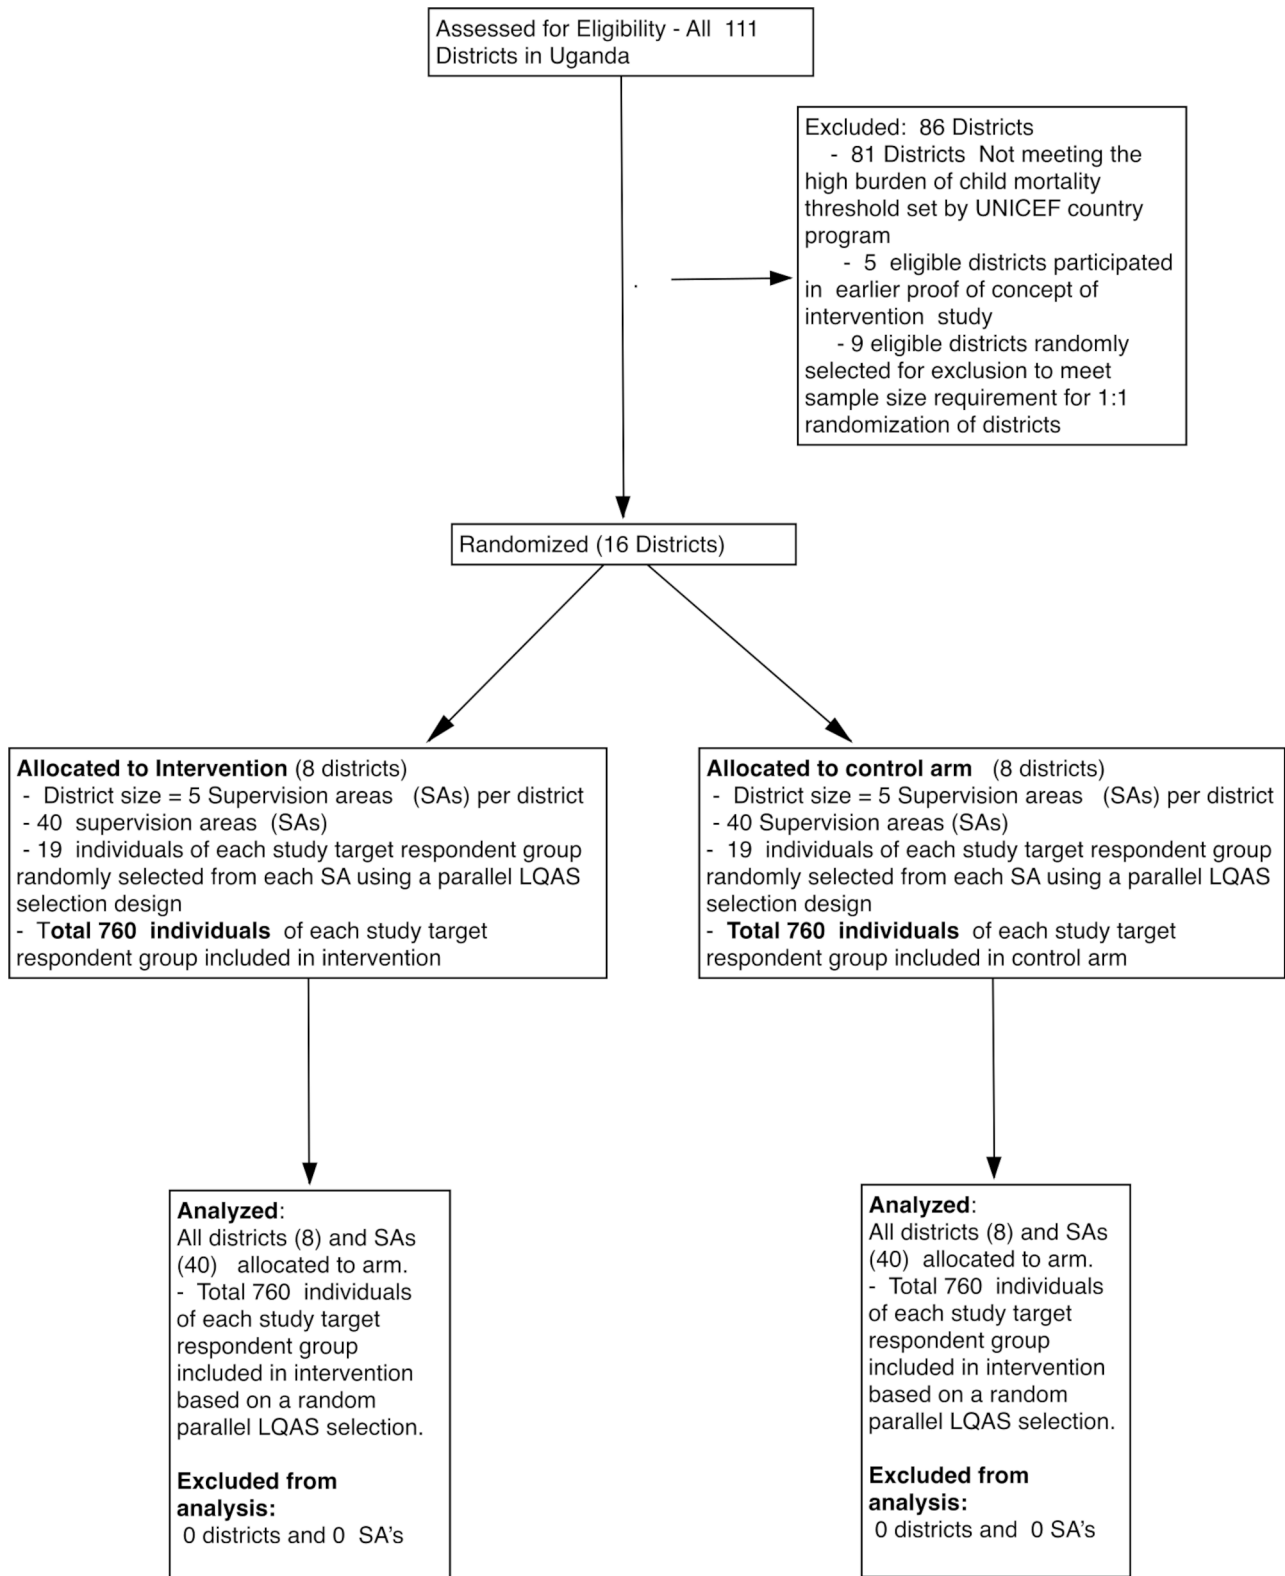 Assessed for Eligibility - All 111
Districts in Uganda
Excluded: 86 Districts
- 81 Districts Not meeting the
high burden of child mortality
threshold set by UNICEF country
program
- 5 eligible districts participated
in earlier proof of concept of
intervention study
- 9 eligible districts randomly
selected for exclusion to meet
sample size requirement for 1:1
randomization of districts
Randomized (16 Districts)
Allocated to Intervention (8 districts)
- District size = 5 Supervision areas (SAs) per district
- 40 supervision areas (SAs)
- 19 individuals of each study target respondent group
randomly selected from each SA using a parallel LQAS
selection design
- Total 760 individuals of each study target
respondent group included in intervention
Allocated to control arm (8 districts)
- District size = 5 Supervision areas (SAs) per district
- 40 Supervision areas (SAs)
- 19 individuals of each study target respondent group
randomly selected from each SA using a parallel LQAS
selection design
- Total 760 individuals of each study target
respondent group included in control arm
Analyzed:
All districts (8) and SAs
(40) allocated to arm.
- Total 760 individuals
of each study target
respondent group
included in intervention
based on a random
parallel LQAS selection.
Excluded from
analysis:
0 districts and 0 SA's
Analyzed:
All districts (8) and SAs
(40) allocated to arm.
- Total 760 individuals
of each study target
respondent group
included in intervention
based on a random
parallel LQAS selection.
Excluded from
analysis:
0 districts and 0 SA's